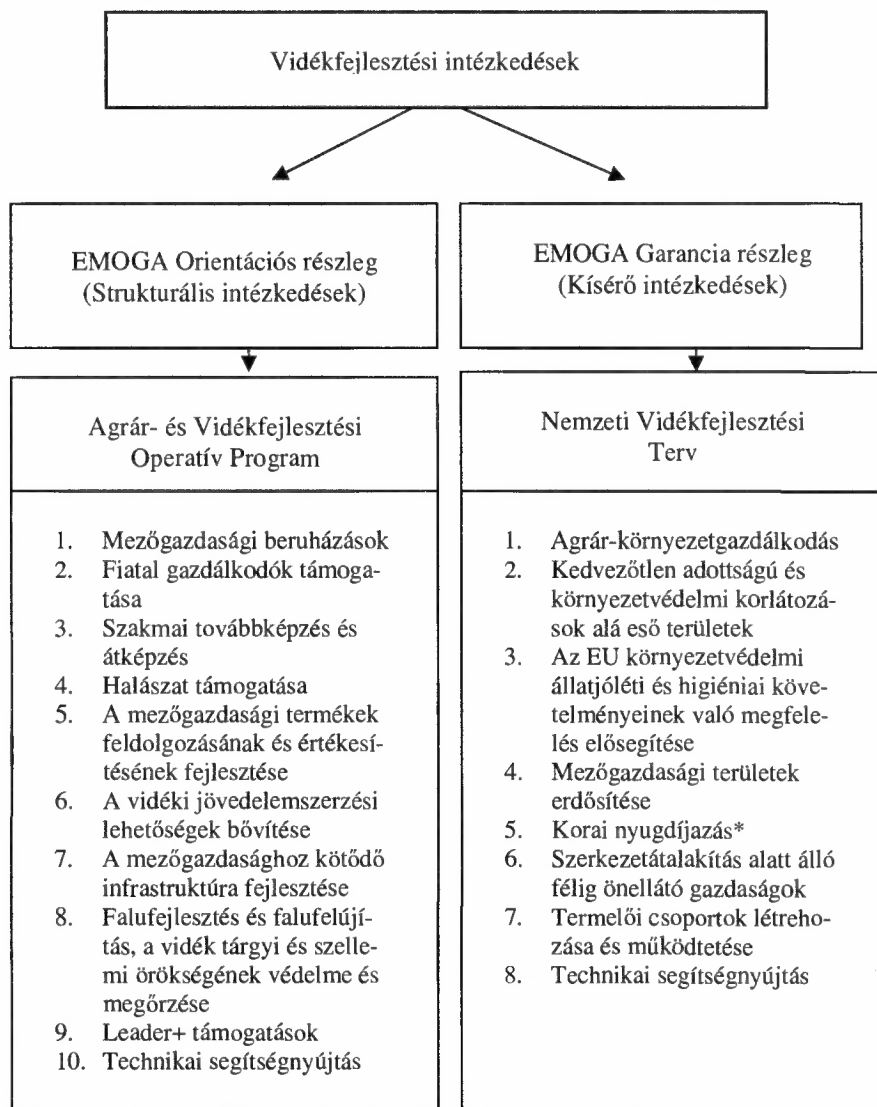 Vidékfejlesztési intézkedések
EMOGA Orientációs részleg
(Strukturális intézkedések)
EMOGA Garancia részleg
(Kísérő intézkedések)
Agrár- és Vidékfejlesztési
Operatív Program
1. Mezőgazdasági beruházások
2. Fiatal gazdálkodók támoga-
tása
3. Szakmai továbbképzés és
átképzés
4. Halászat támogatása
5. A mezőgazdasági termékek
feldolgozásának és értékesí-
tésének fejlesztése
6. A vidéki jövedelemszerzési
lehetőségek bővítése
7. A mezőgazdasághoz kötődő
infrastruktúra fejlesztése
8. Falufejlesztés és falufelújí-
tás, a vidék tárgyi és szelle-
mi örökségének védelme és
megőrzése
9. Leader+ támogatások
10. Technikai segítségnyújtás
Nemzeti Vidékfejlesztési
Terv
1. Agrár-környezetgazdálkodás
2. Kedvezőtlen adottságú és
környezetvédelmi korlátozá-
sok alá eső területek
3. Az EU környezetvédelmi
állatjóléti és higiéniai köve-
telményeinek való megfele-
lés elősegítése
4. Mezőgazdasági területek
erdősítése
5. Korai nyugdíjazás*
6. Szerkezetátalakítás alatt álló
félig önellátó gazdaságok
7. Termelői csoportok létreho-
zása és működtetése
8. Technikai segítségnyújtás